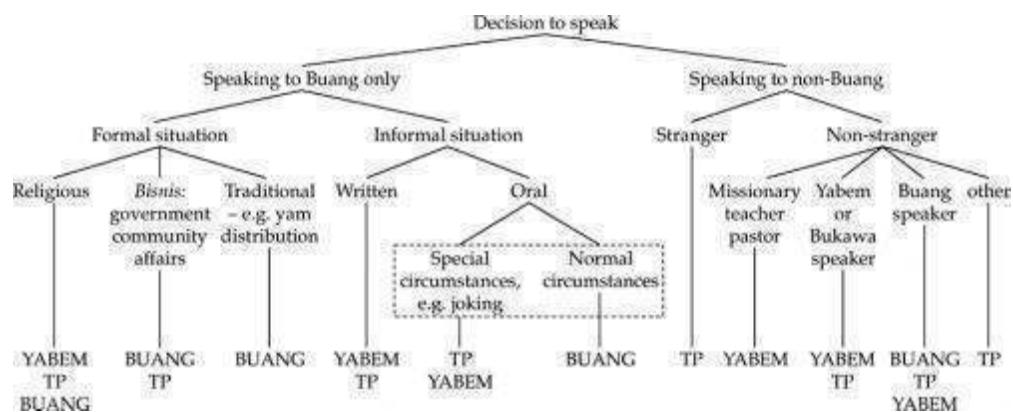 Decision to speak
Speaking to Buang only
Speaking to non-Buang
Formal situation
Informal situation
Stranger
Non-stranger
Religious
Bisnis:
government
community
affairs
Traditional
– e.g. yam
distribution
Written
Oral
Missionary
teacher
pastor
Yabem
or
Bukawa
speaker
Buang
speaker
other
Special
circumstances,
e.g. joking
Normal
circumstances
YABEM
TP
BUANG
BUANG
TP
BUANG
YABEM
TP
TP
YABEM
BUANG
TP
YABEM
YABEM
TP
BUANG
TP
YABEM
TP